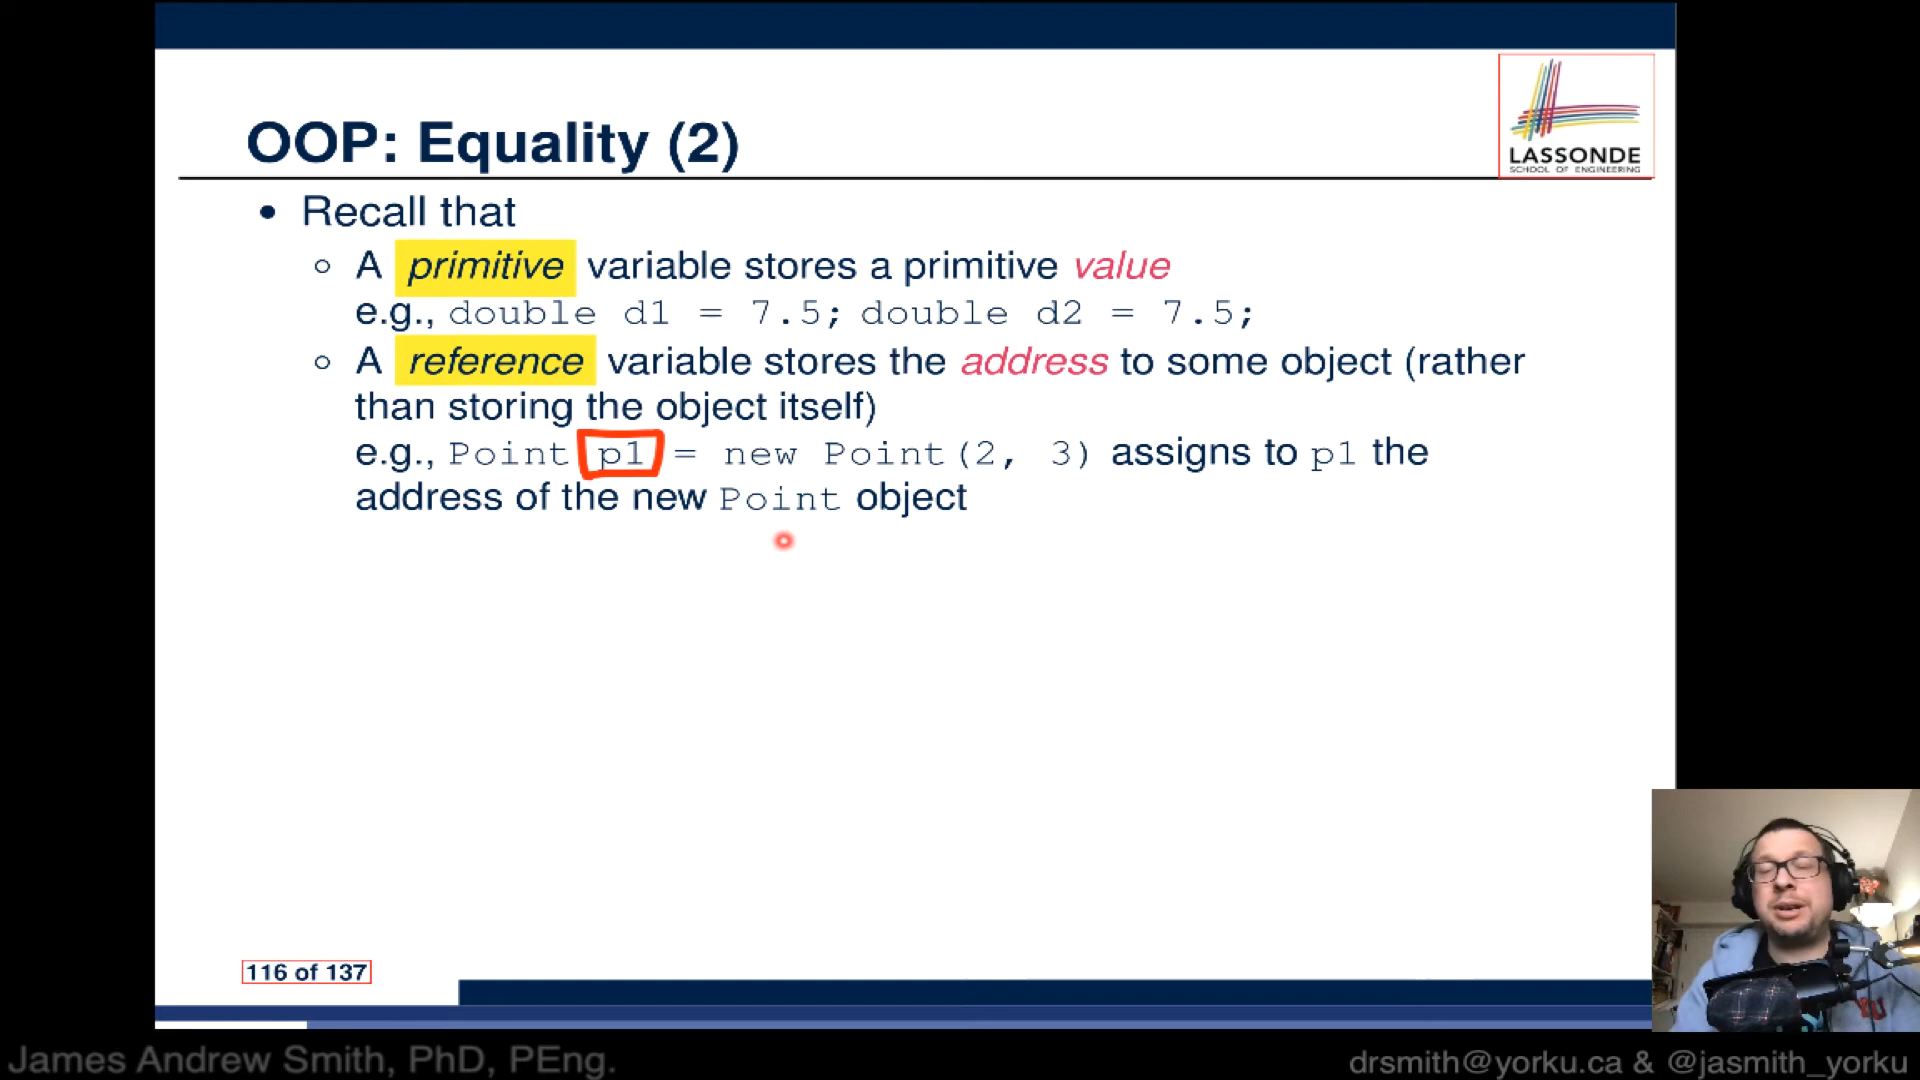 LASSONDE
SCHOOL OF ENGINEERING
OOP: Equality (2)
• Recall that
○ A primitive variable stores a primitive value
e.g., double d1 = 7.5; double d2 = 7.5;
○ A reference variable stores the address to some object (rather
than storing the object itself)
e.g., Point p1 = new Point(2, 3) assigns to p1 the
address of the new Point object
116 of 137
James Andrew Smith, PhD, PEng.
drsmith@yorku.ca & @jasmith_yorku